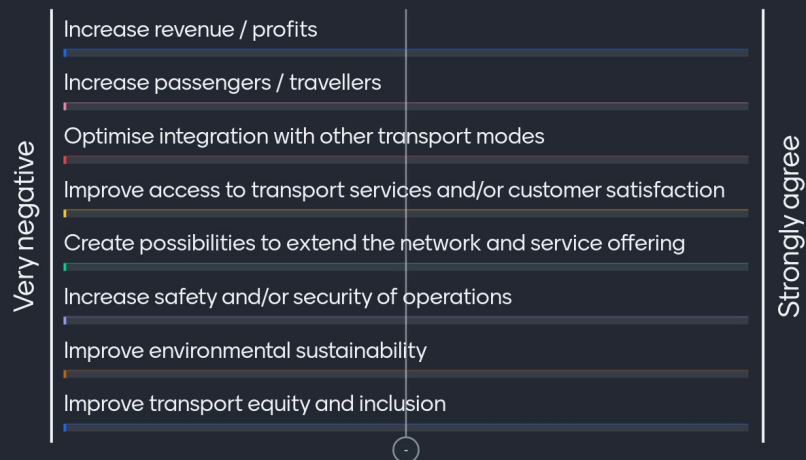 Very negative
Increase revenue / profits
Increase passengers / travellers
Optimise integration with other transport modes
Improve access to transport services and/or customer satisfaction
Create possibilities to extend the network and service offering
Increase safety and/or security of operations
Improve environmental sustainability
Improve transport equity and inclusion
-
Strongly agree